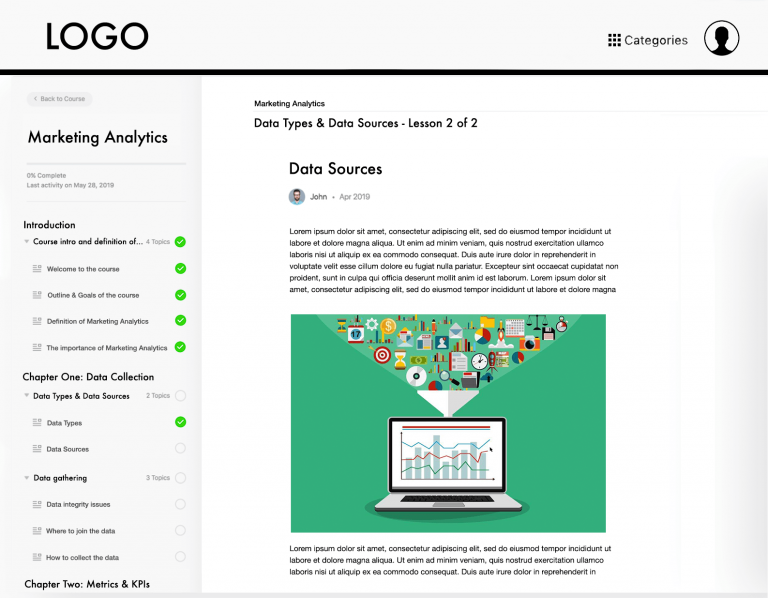 LOGO
Categories
Back to Course
Marketing Analytics
0% Complete
Last activity on May 28, 2019
Introduction
Course intro and definition of... 4 Topics
Welcome to the course
Outline & Goals of the course
Definition of Marketing Analytics
The importance of Marketing Analytics
Chapter One: Data Collection
Data Types & Data Sources 2 Topics
Data Types
Data Sources
Data gathering 3 Topics
Data integrity issues
Where to join the data
How to collect the data
Chapter Two: Metrics & KPIs
Marketing Analytics
Data Types & Data Sources - Lesson 2 of 2
Data Sources
John • Apr 2019
Lorem ipsum dolor sit amet, consectetur adipiscing elit, sed do eiusmod tempor incididunt ut
labore et dolore magna aliqua. Ut enim ad minim veniam, quis nostrud exercitation ullamco
laboris nisi ut aliquip ex ea commodo consequat. Duis aute irure dolor in reprehenderit in
voluptate velit esse cillum dolore eu fugiat nulla pariatur. Excepteur sint occaecat cupidatat non
proident, sunt in culpa qui officia deserunt mollit anim id est laborum. Lorem ipsum dolor sit
amet, consectetur adipiscing elit, sed do eiusmod tempor incididunt ut labore et dolore magna
17
$
Lorem ipsum dolor sit amet, consectetur adipiscing elit, sed do eiusmod tempor incididunt ut
labore et dolore magna aliqua. Ut enim ad minim veniam, quis nostrud exercitation ullamco
laboris nisi ut aliquip ex ea commodo consequat. Duis aute irure dolor in reprehenderit in